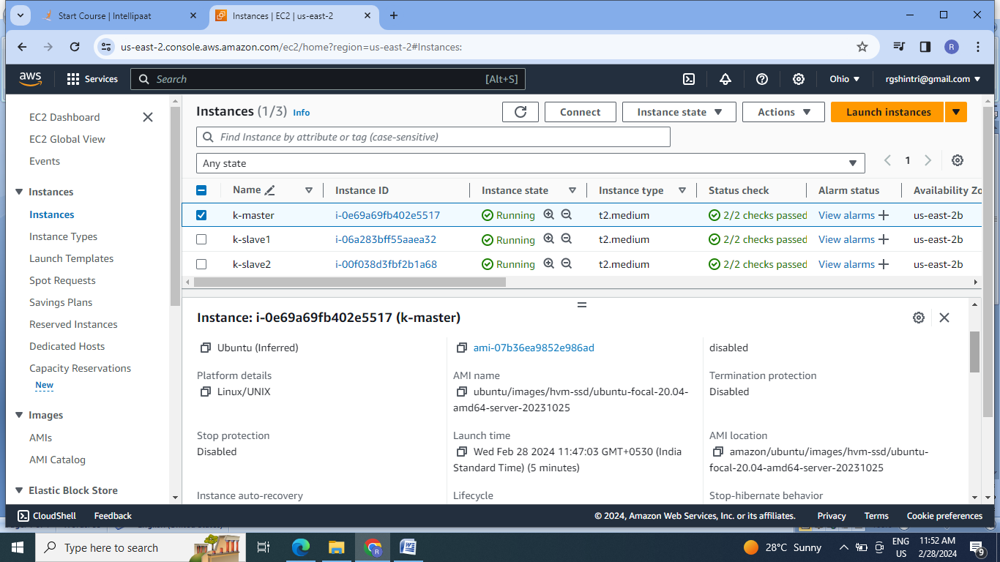 Start Course | Intellipaat
Instances | EC2 | us-east-2
us-east-2.console.aws.amazon.com/ec2/home?region=us-east-2#Instances:
R
aws
Services
Search
[Alt+S]
Ohio
rgshintri@gmail.com
EC2 Dashboard
EC2 Global View
Events
Instances
Instances
Instance Types
Launch Templates
Spot Requests
Savings Plans
Reserved Instances
Dedicated Hosts
Capacity Reservations
New
Images
AMIs
AMI Catalog
Elastic Block Store
Instances (1/3) Info
Connect
Instance state
Actions
Launch instances
Find Instance by attribute or tag (case-sensitive)
Any state
1
Name Instance ID Instance state Instance type Status check Alarm status Availability Zo
k-master i-0e69a69fb402e5517 Running t2.medium 2/2 checks passed View alarms us-east-2b
k-slave1 i-06a283bff55aaea32 Running t2.medium 2/2 checks passed View alarms us-east-2b
k-slave2 i-00f038d3fbf2b1a68 Running t2.medium 2/2 checks passed View alarms us-east-2b
Instance: i-0e69a69fb402e5517 (k-master)
Ubuntu (Inferred)
ami-07b36ea9852e986ad
disabled
Platform details
Linux/UNIX
AMI name
ubuntu/images/hvm-ssd/ubuntu-focal-20.04-
amd64-server-20231025
Termination protection
Disabled
Stop protection
Disabled
Launch time
Wed Feb 28 2024 11:47:03 GMT+0530 (India
Standard Time) (5 minutes)
AMI location
amazon/ubuntu/images/hvm-ssd/ubuntu-
focal-20.04-amd64-server-20231025
Instance auto-recovery
Lifecycle
Stop-hibernate behavior
CloudShell
Feedback
© 2024, Amazon Web Services, Inc. or its affiliates.
Privacy
Terms
Cookie preferences
Type here to search
28°C Sunny
ENG
US
11:52 AM
2/28/2024
9